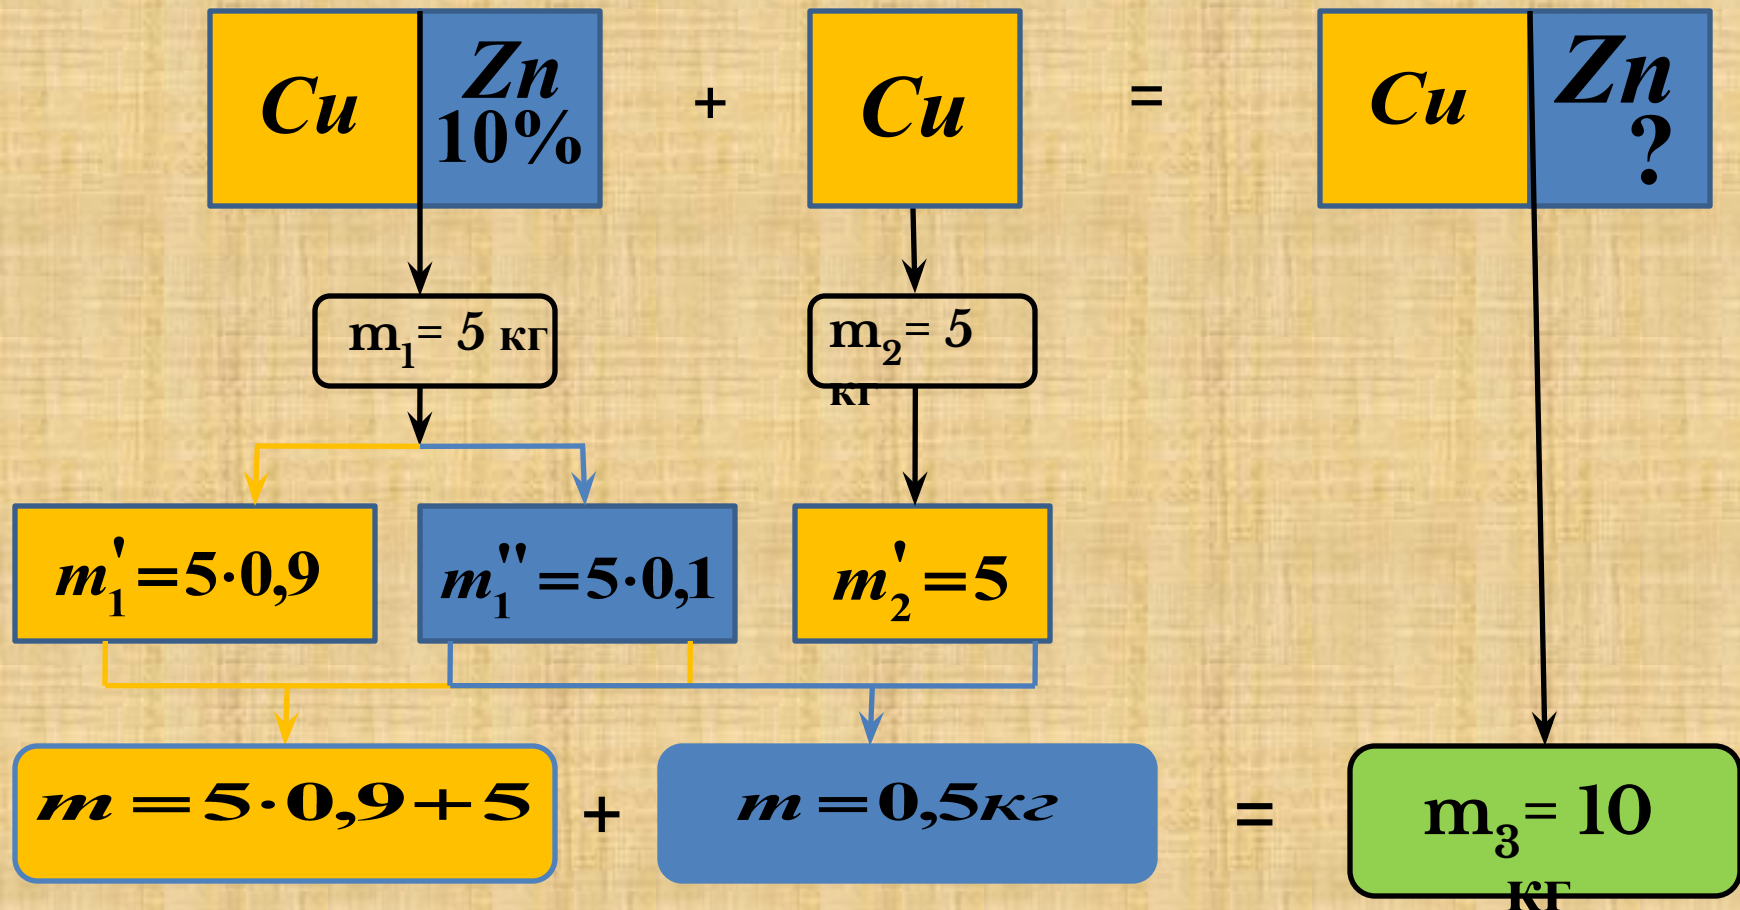 Cu
Zn
10%
+
Cu
=
Cu
Zn
?
m₁= 5 кг
m₂= 5
кг
m₁'=5·0,9
m₁''=5·0,1
m₂'=5
m=5·0,9+5
+
m=0,5кг
=
m₃= 10
кг